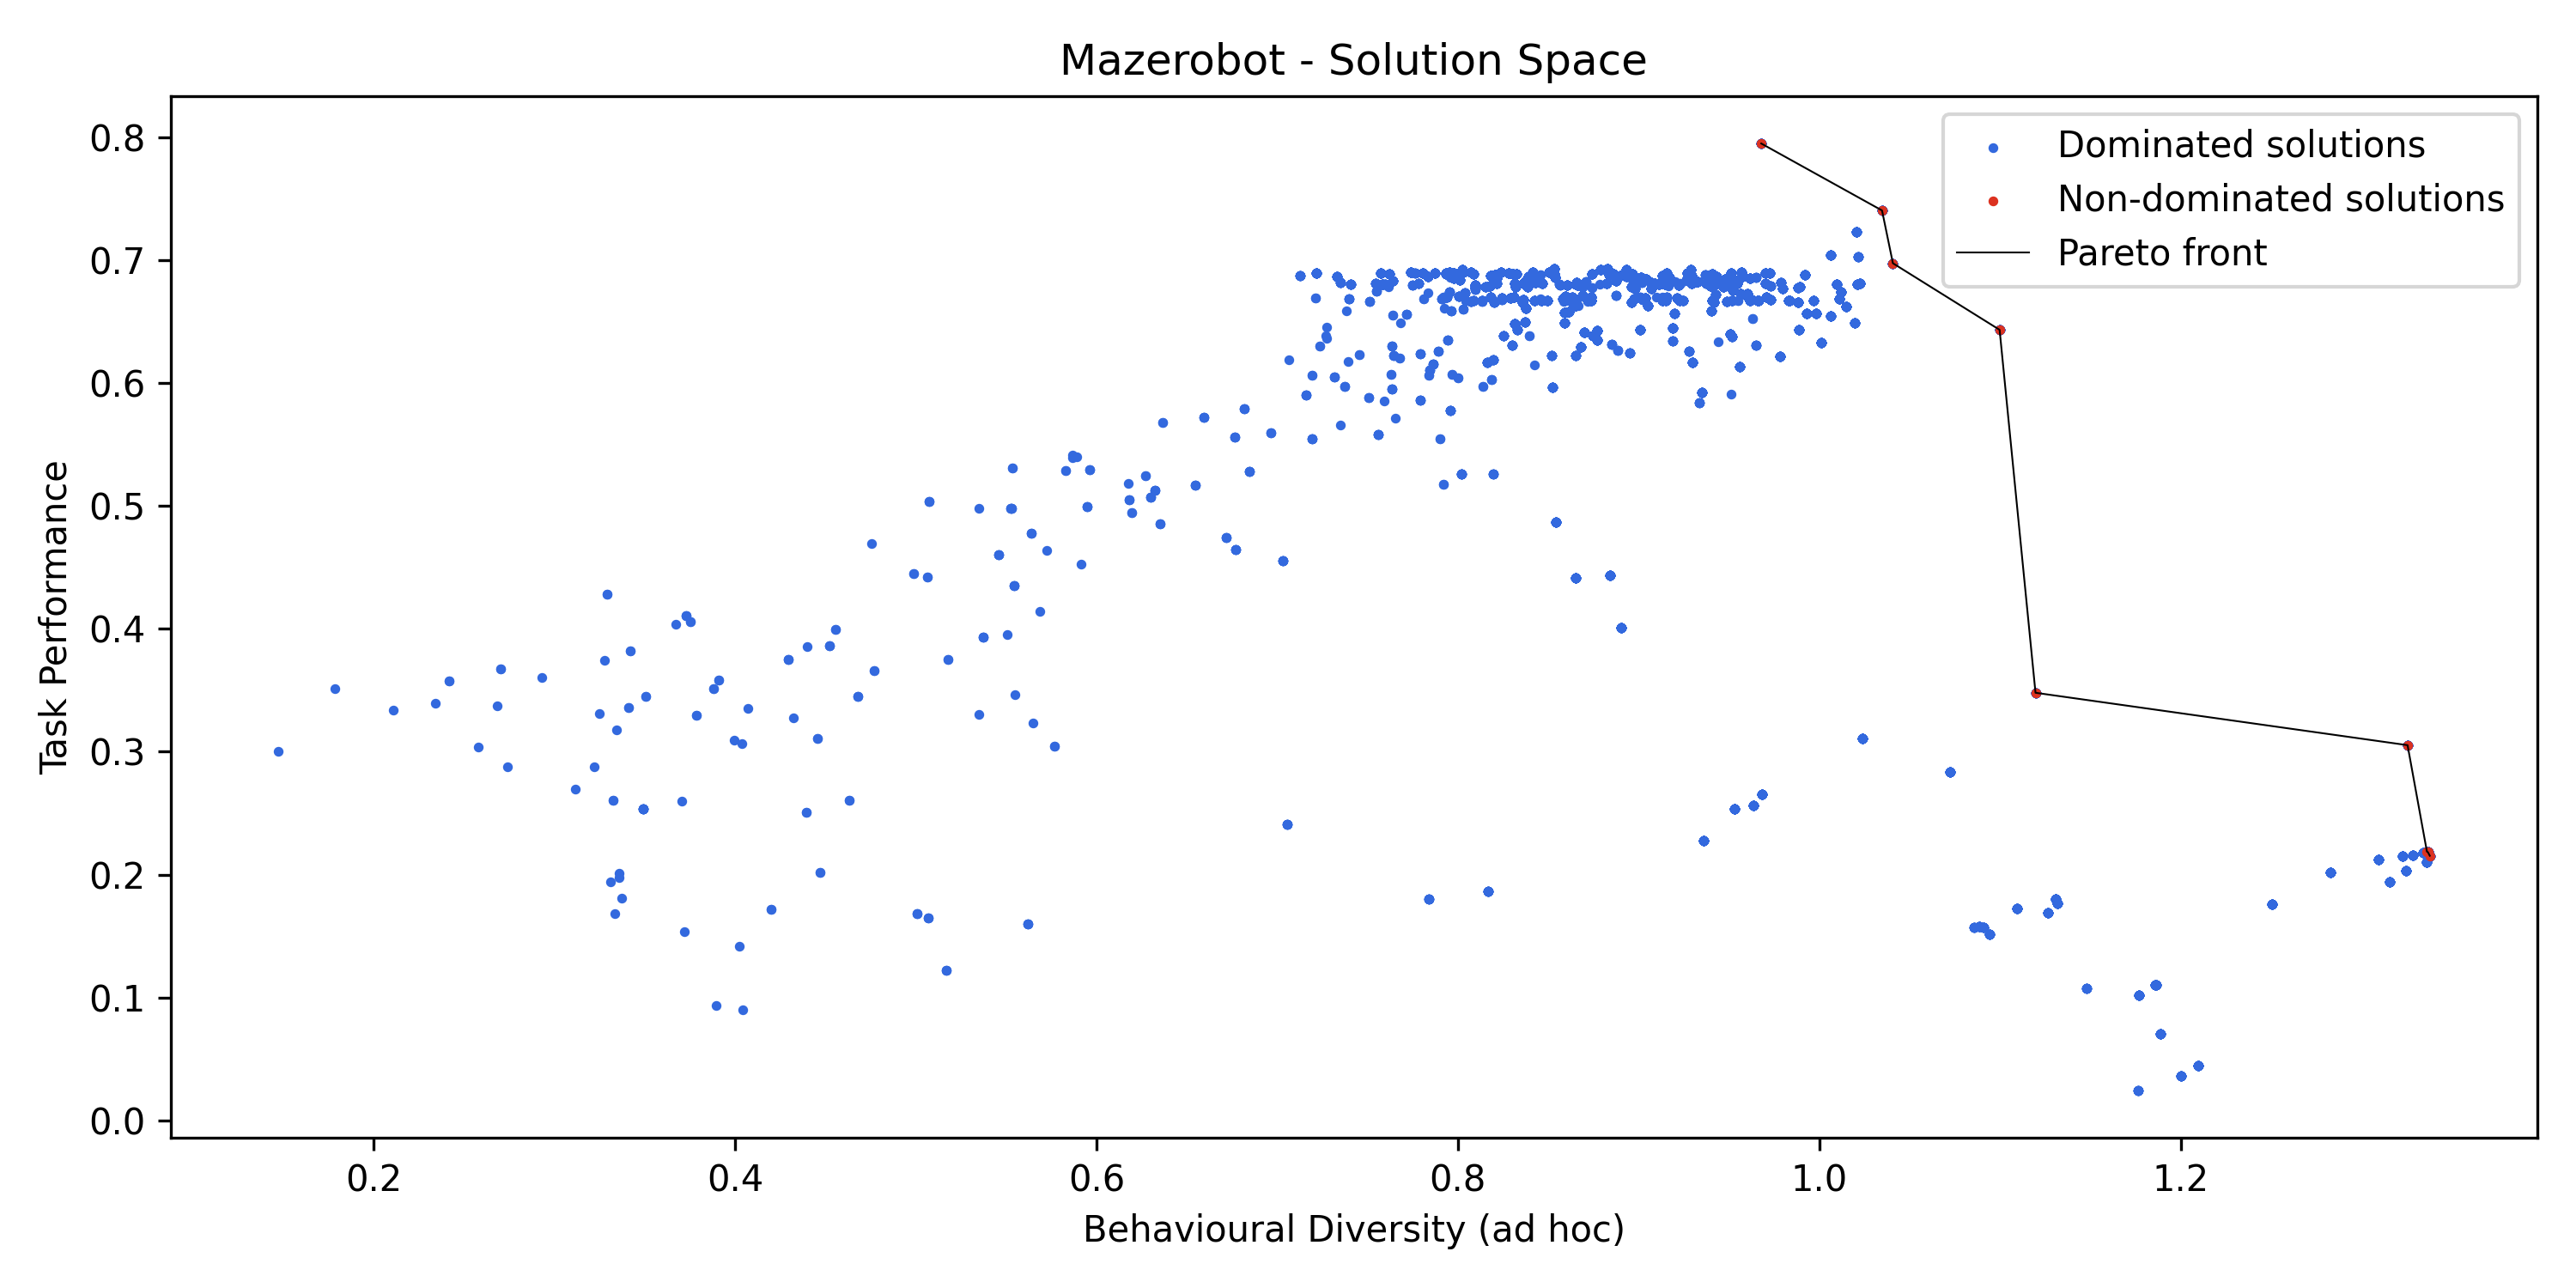 Mazerobot - Solution Space
Dominated solutions
Non-dominated solutions
Pareto front
0.8
0.7
0.6
0.5
0.4
0.3
0.2
0.1
0.0
Task Performance
0.2 0.4 0.6 0.8 1.0 1.2
Behavioural Diversity (ad hoc)